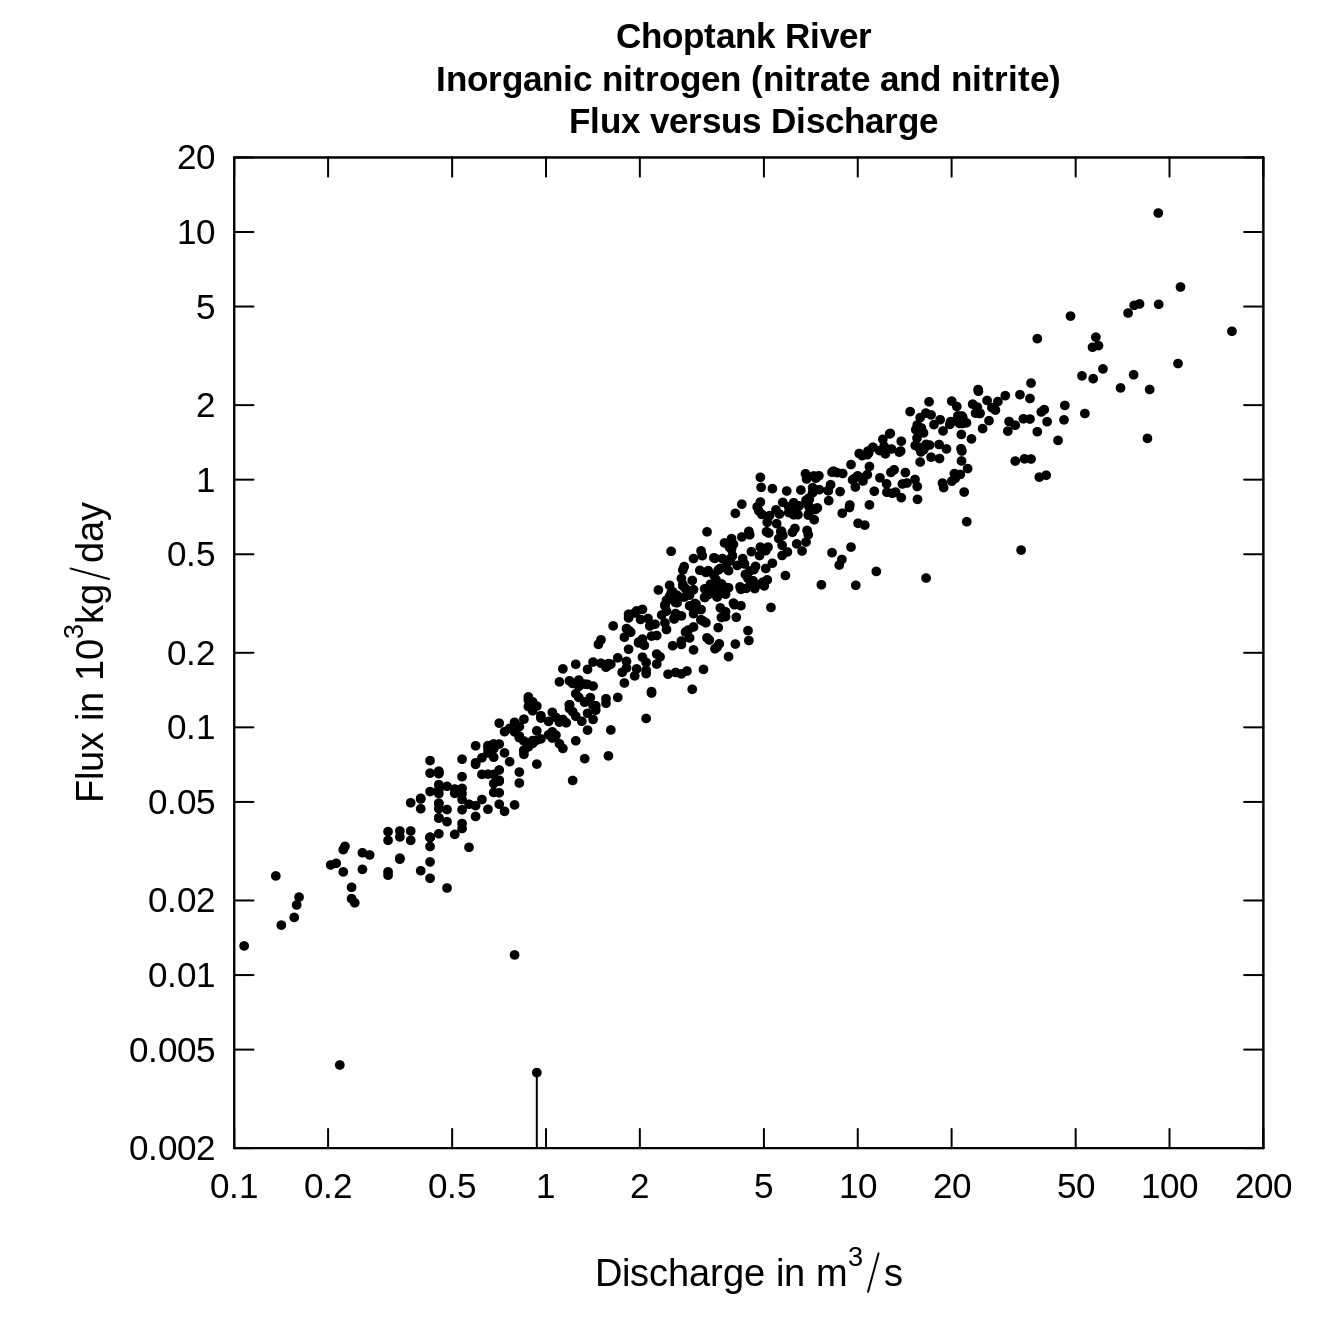 Choptank River
Inorganic nitrogen (nitrate and nitrite)
Flux versus Discharge
20
10
5
2
1
0.5
0.2
0.1
0.05
0.02
0.01
0.005
0.002
Flux in 10³kg/day
0.1 0.2 0.5 1 2 5 10 20 50 100 200
Discharge in m³/s